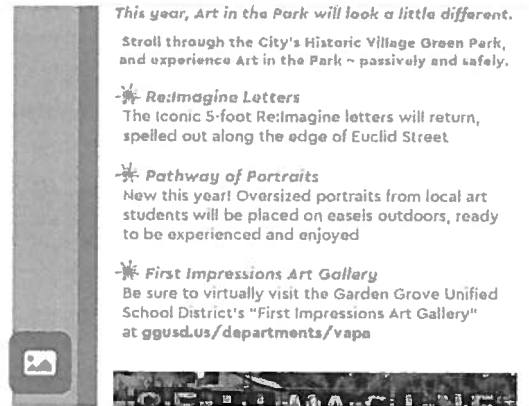 This year, Art in the Park will look a little different.
Stroll through the City's Historic Village Green Park,
and experience Art in the Park ~ passively and safely.
Re:Imagine Letters
The Iconic 5-foot Re:Imagine letters will return,
spelled out along the edge of Euclid Street
Pathway of Portraits
New this year! Oversized portraits from local art
students will be placed on easels outdoors, ready
to be experienced and enjoyed
First Impressions Art Gallery
Be sure to virtually visit the Garden Grove Unified
School District's "First Impressions Art Gallery"
at ggusd.us/departments/vapa